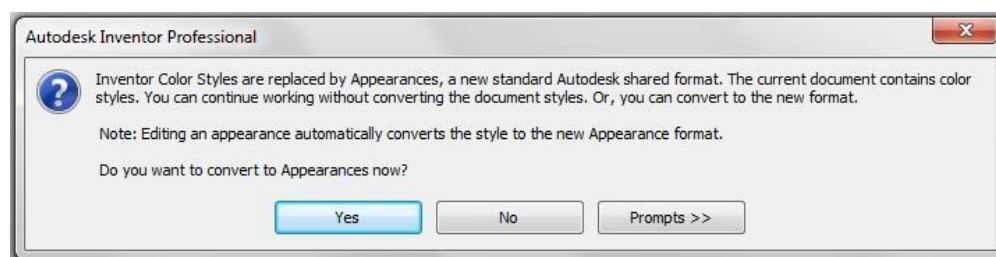 Autodesk Inventor Professional
Inventor Color Styles are replaced by Appearances, a new standard Autodesk shared format. The current document contains color
styles. You can continue working without converting the document styles. Or, you can convert to the new format.
Note: Editing an appearance automatically converts the style to the new Appearance format.
Do you want to convert to Appearances now?
Yes No Prompts >>